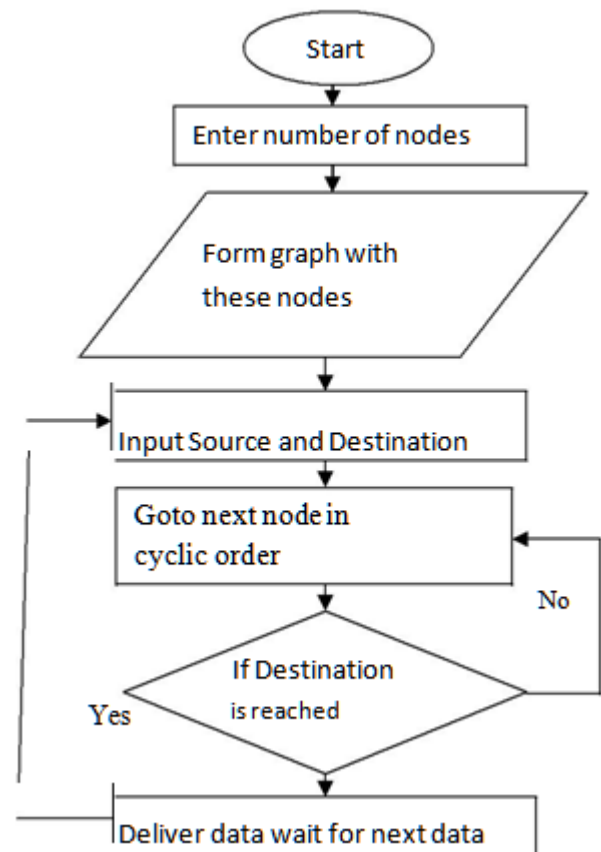 Start
Enter number of nodes
Form graph with
these nodes
Input Source and Destination
Goto next node in
cyclic order
No
If Destination
is reached
Yes
Deliver data wait for next data